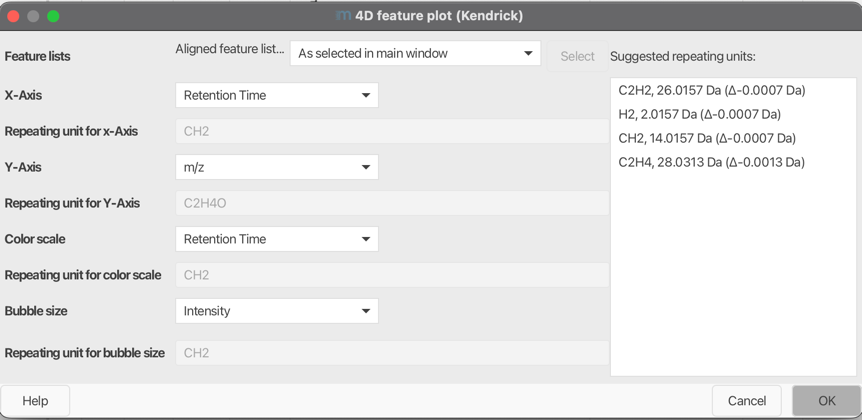 4D feature plot (Kendrick)
Feature lists Aligned feature list... As selected in main window Select Suggested repeating units:
X-Axis Retention Time C2H2, 26.0157 Da (Δ-0.0007 Da)
H2, 2.0157 Da (Δ-0.0007 Da)
Repeating unit for x-Axis CH2 CH2, 14.0157 Da (Δ-0.0007 Da)
Y-Axis m/z C2H4, 28.0313 Da (Δ-0.0013 Da)
Repeating unit for Y-Axis C2H4O
Color scale Retention Time
Repeating unit for color scale CH2
Bubble size Intensity
Repeating unit for bubble size CH2
Help Cancel OK